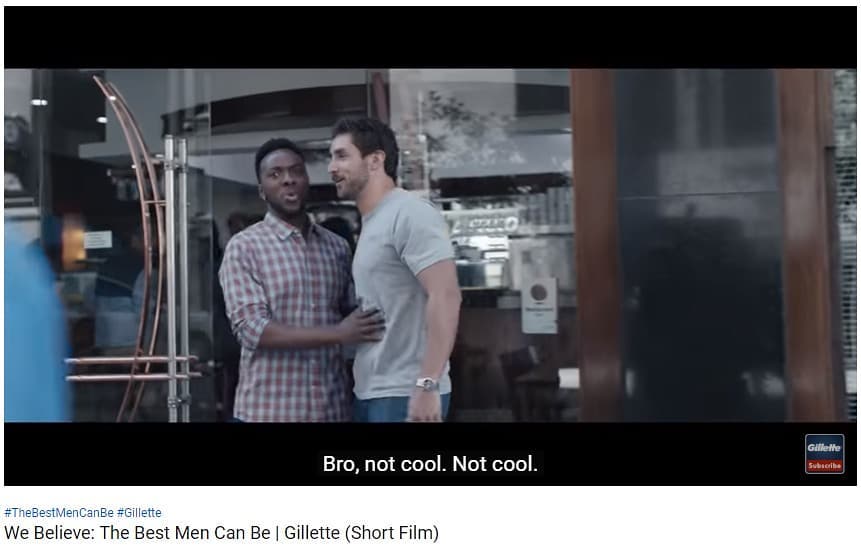 Bro, not cool. Not cool.
Gillette
Subscribe
#TheBestMenCanBe #Gillette
We Believe: The Best Men Can Be | Gillette (Short Film)